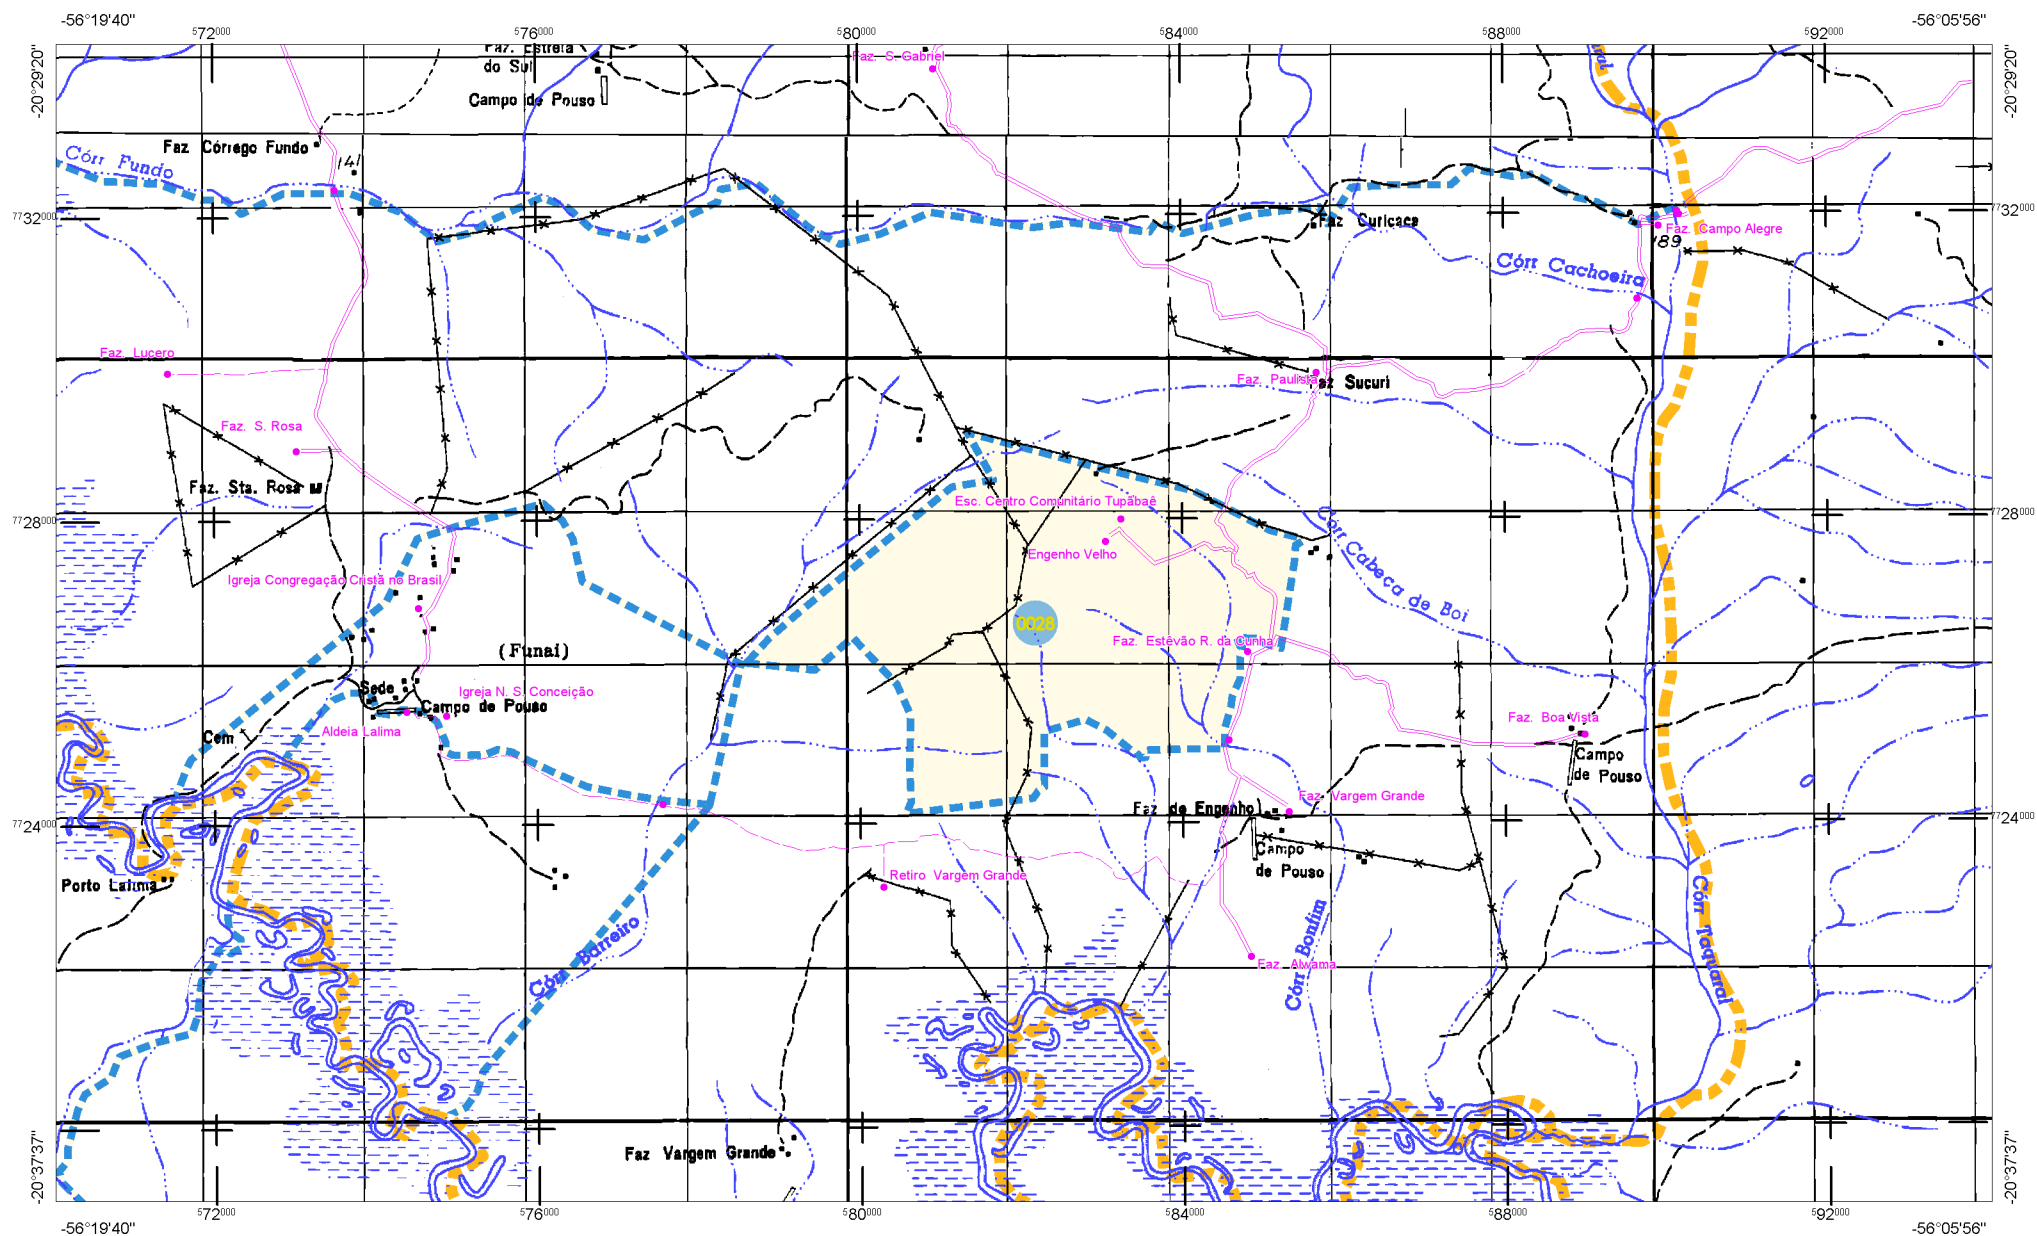 -56°19'40"
-56°05'56"
572000
576000
580000
584000
588000
592000
-20°29'20"
-20°29'20"
Faz. Estrela
do Sul
Faz. S. Gabriel
Campo de Pouso
Faz Córrego Fundo
141
Córr Fundo
7732000
7732000
Faz Curicaca
Faz. Campo Alegre
189
Córr Cachoeira
Faz. Lucero
Faz. Paulista
Faz Sucuri
Faz. S. Rosa
Faz. Sta. Rosa
Esc. Centro Comunitário Tupãbaê
7728000
7728000
Engenho Velho
Córr Cabeça de Boi
Igreja Congregação Cristã no Brasil
0028
Faz. Estêvão R. da Cunha
(Funai)
Sede
Igreja N. S. Conceição
Campo de Pouso
Aldeia Lalima
Cem
Faz. Boa Vista
Campo
de Pouso
Faz. Vargem Grande
Faz de Engenho
7724000
7724000
Campo
de Pouso
Porto Lalima
Retiro Vargem Grande
Córr Barreiro
Faz. Alwama
Córr Bonfim
Córr Taquaral
Faz Vargem Grande
-20°37'37"
-20°37'37"
572000
576000
580000
584000
588000
592000
-56°19'40"
-56°05'56"